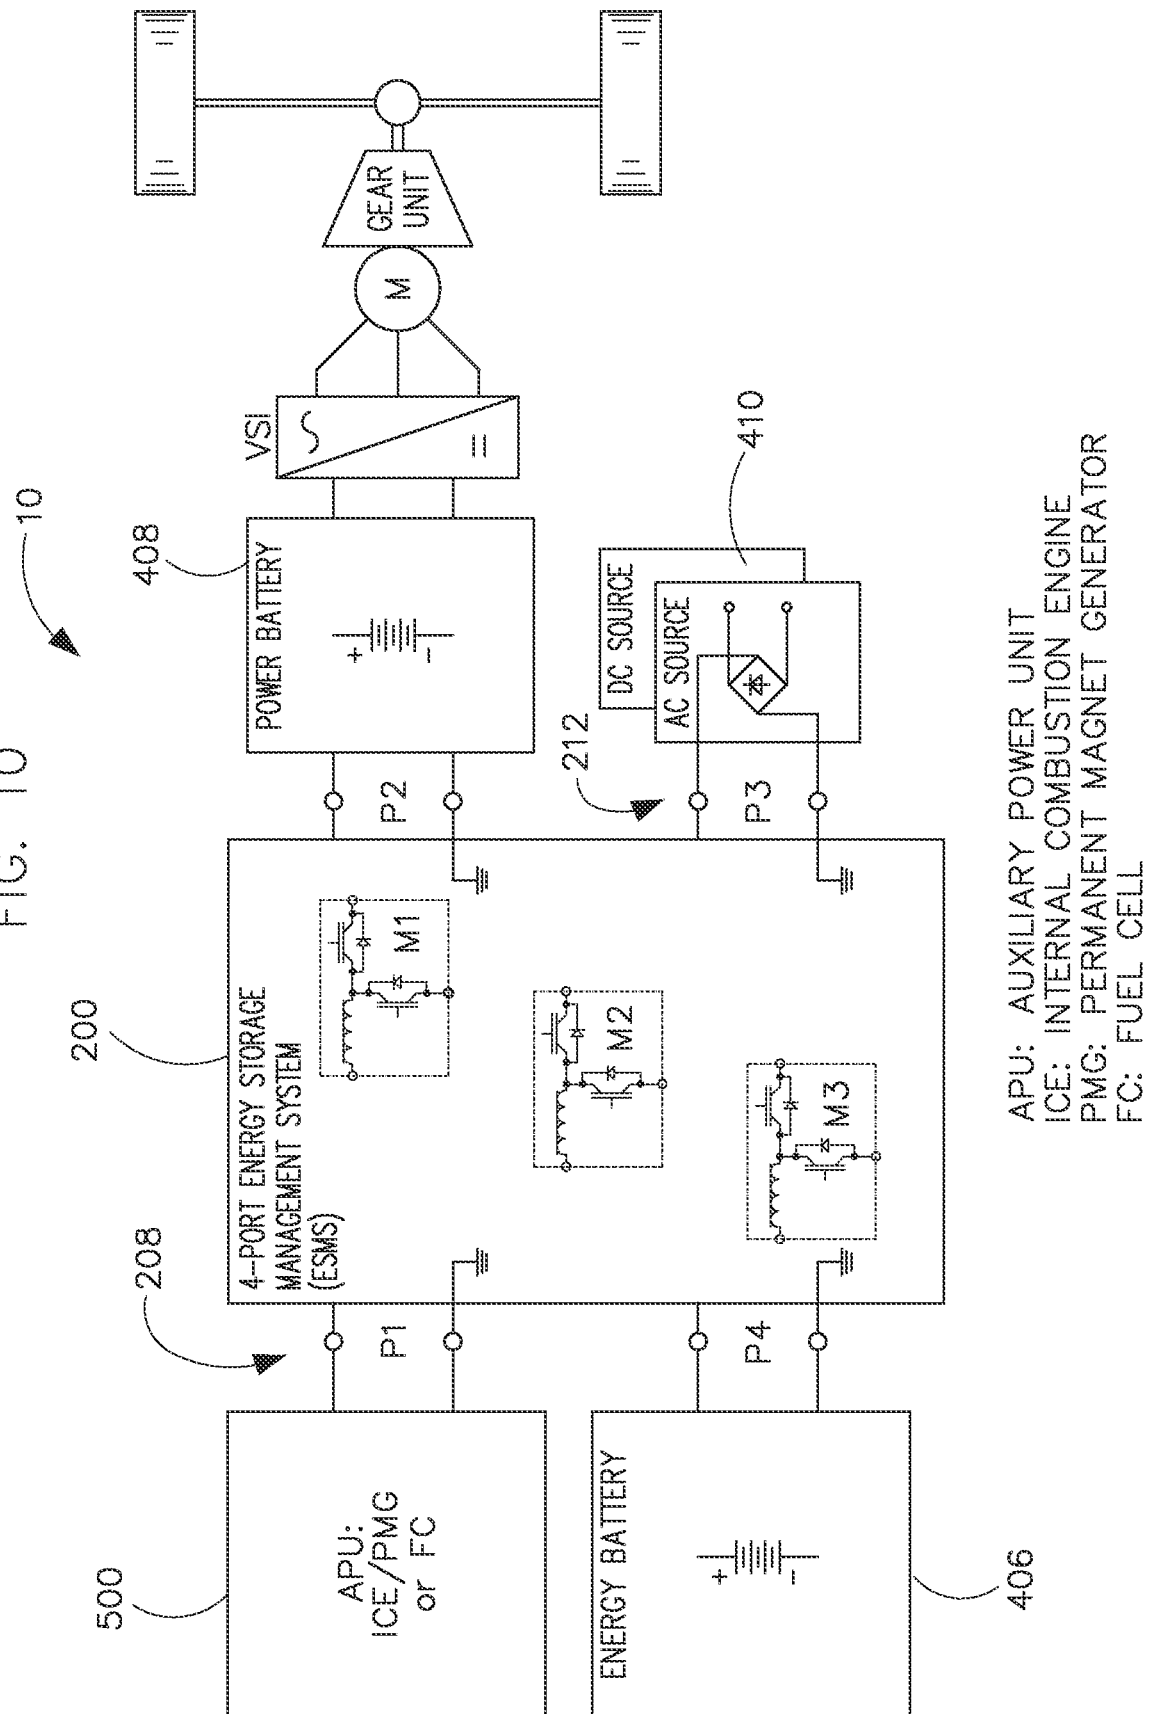 FIG. 10
10
500
208
200
408
VSI
GEAR
UNIT
M
APU:
ICE/PMG
or FC
P1
4-PORT ENERGY STORAGE
MANAGEMENT SYSTEM
(ESMS)
M1
M2
M3
P2
POWER BATTERY
+
-
ENERGY BATTERY
+
-
406
P4
P3
212
DC SOURCE
AC SOURCE
410
APU: AUXILIARY POWER UNIT
ICE: INTERNAL COMBUSTION ENGINE
PMG: PERMANENT MAGNET GENERATOR
FC: FUEL CELL